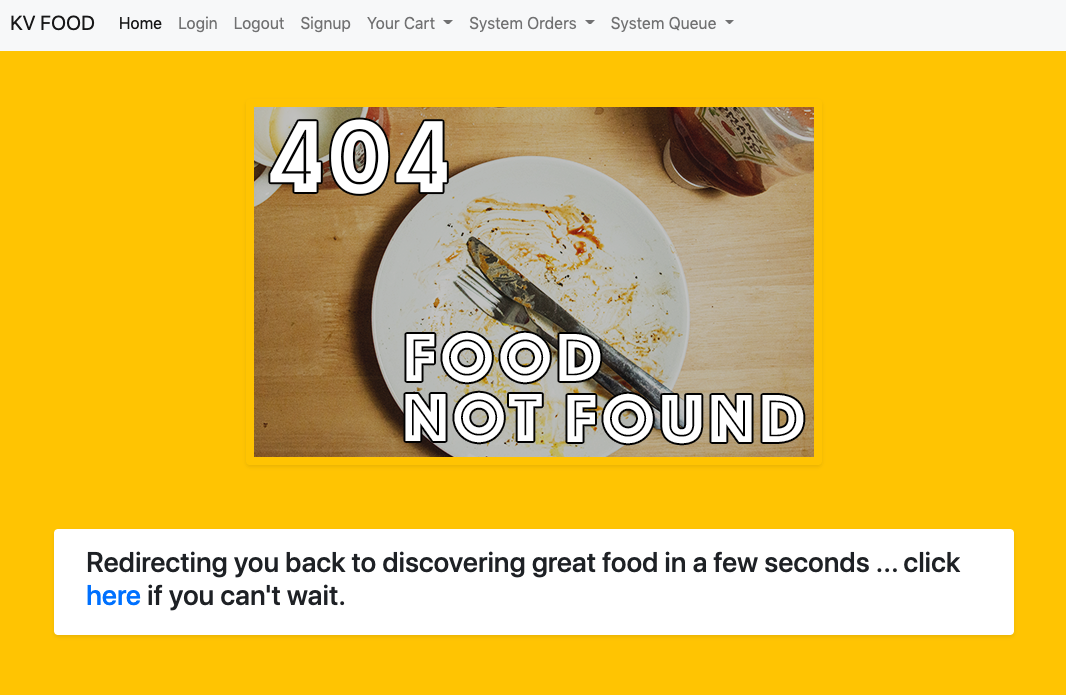 KV FOOD Home Login Logout Signup Your Cart System Orders System Queue
404
FOOD
NOT FOUND
Redirecting you back to discovering great food in a few seconds ... click
here if you can't wait.